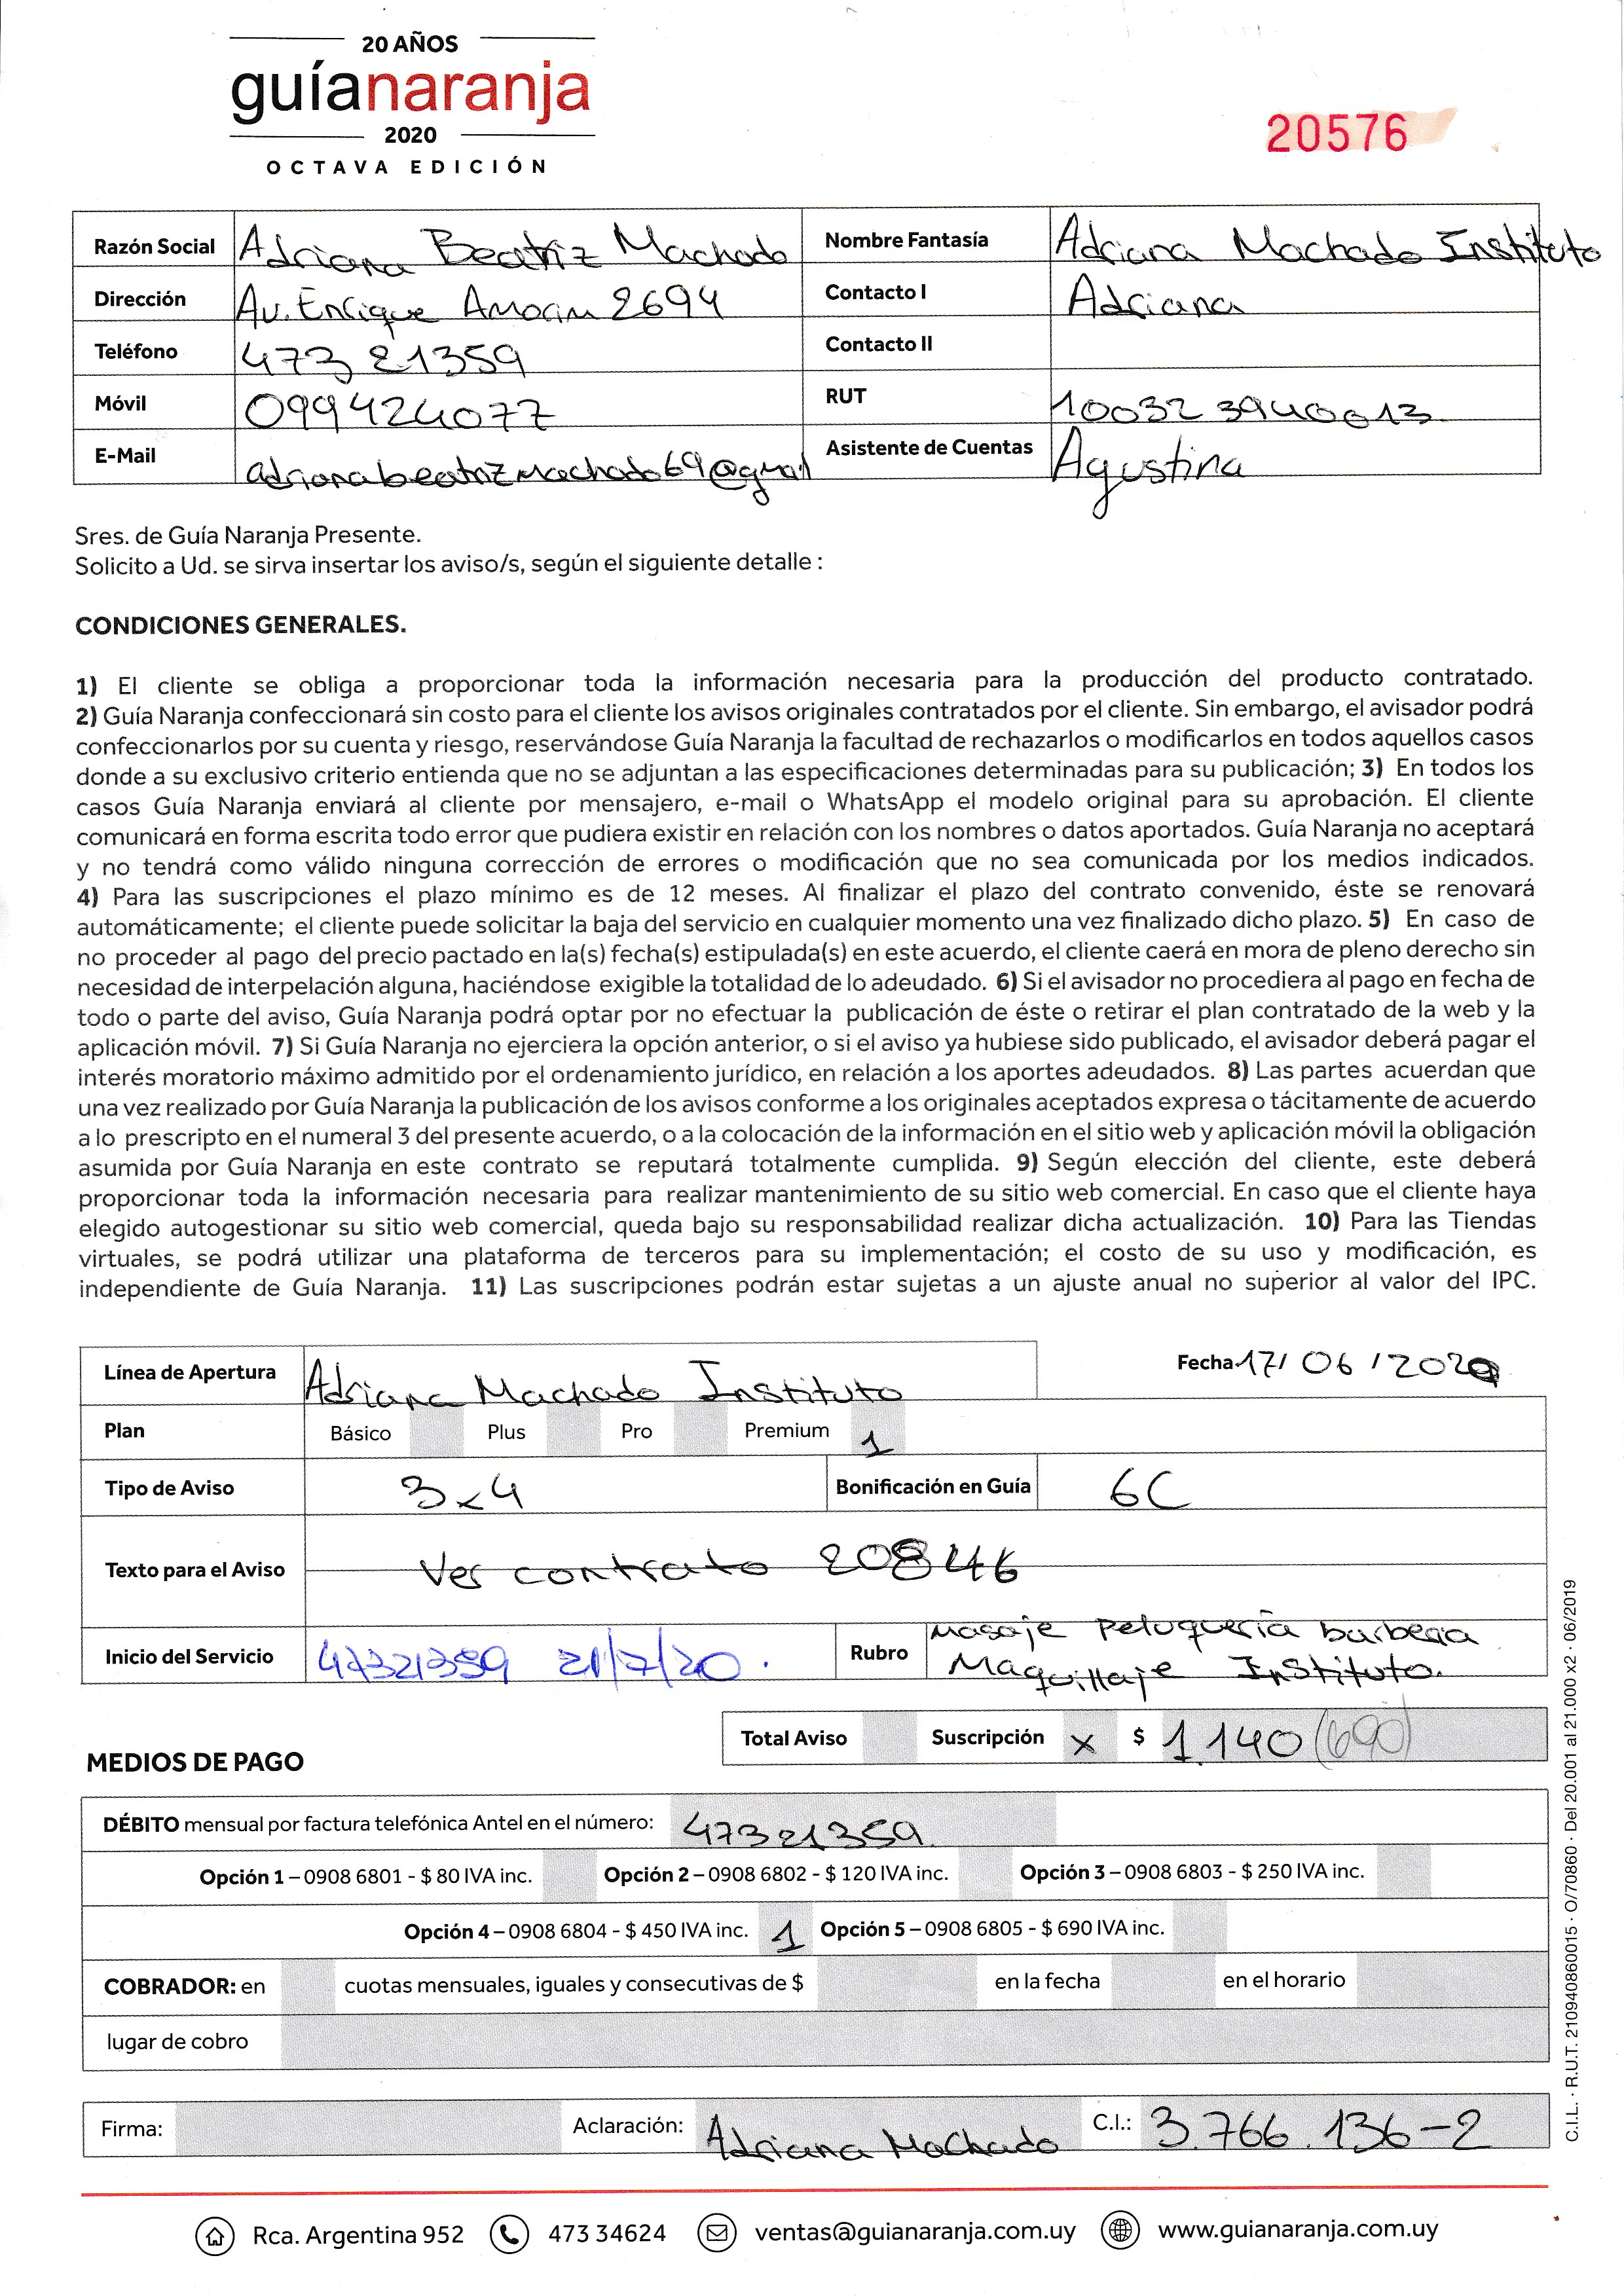 20 AÑOS
guíanaranja
2020
OCTAVA EDICIÓN
20576
Razón Social Adriana Beatriz Machado Nombre Fantasía Adriana Machado Instituto
Dirección Av. Enrique Amorim 2694 Contacto I Adriana
Teléfono 473 21359 Contacto II
Móvil 099424077 RUT 100323940013
E-Mail adrianabeatrizmachado69@gmail Asistente de Cuentas Agustina
Sres. de Guía Naranja Presente.
Solicito a Ud. se sirva insertar los aviso/s, según el siguiente detalle :
CONDICIONES GENERALES.
1) El cliente se obliga a proporcionar toda la información necesaria para la producción del producto contratado.
2) Guía Naranja confeccionará sin costo para el cliente los avisos originales contratados por el cliente. Sin embargo, el avisador podrá
confeccionarlos por su cuenta y riesgo, reservándose Guía Naranja la facultad de rechazarlos o modificarlos en todos aquellos casos
donde a su exclusivo criterio entienda que no se adjuntan a las especificaciones determinadas para su publicación; 3) En todos los
casos Guía Naranja enviará al cliente por mensajero, e-mail o WhatsApp el modelo original para su aprobación. El cliente
comunicará en forma escrita todo error que pudiera existir en relación con los nombres o datos aportados. Guía Naranja no aceptará
y no tendrá como válido ninguna corrección de errores o modificación que no sea comunicada por los medios indicados.
4) Para las suscripciones el plazo mínimo es de 12 meses. Al finalizar el plazo del contrato convenido, éste se renovará
automáticamente; el cliente puede solicitar la baja del servicio en cualquier momento una vez finalizado dicho plazo. 5) En caso de
no proceder al pago del precio pactado en la(s) fecha(s) estipulada(s) en este acuerdo, el cliente caerá en mora de pleno derecho sin
necesidad de interpelación alguna, haciéndose exigible la totalidad de lo adeudado. 6) Si el avisador no procediera al pago en fecha de
todo o parte del aviso, Guía Naranja podrá optar por no efectuar la publicación de éste o retirar el plan contratado de la web y la
aplicación móvil. 7) Si Guía Naranja no ejerciera la opción anterior, o si el aviso ya hubiese sido publicado, el avisador deberá pagar el
interés moratorio máximo admitido por el ordenamiento jurídico, en relación a los aportes adeudados. 8) Las partes acuerdan que
una vez realizado por Guía Naranja la publicación de los avisos conforme a los originales aceptados expresa o tácitamente de acuerdo
a lo prescripto en el numeral 3 del presente acuerdo, o a la colocación de la información en el sitio web y aplicación móvil la obligación
asumida por Guía Naranja en este contrato se reputará totalmente cumplida. 9) Según elección del cliente, este deberá
proporcionar toda la información necesaria para realizar mantenimiento de su sitio web comercial. En caso que el cliente haya
elegido autogestionar su sitio web comercial, queda bajo su responsabilidad realizar dicha actualización. 10) Para las Tiendas
virtuales, se podrá utilizar una plataforma de terceros para su implementación; el costo de su uso y modificación, es
independiente de Guía Naranja. 11) Las suscripciones podrán estar sujetas a un ajuste anual no superior al valor del IPC.
Línea de Apertura Adriana Machado Instituto Fecha 17/ 06 / 2020
Plan Básico Plus Pro Premium 1
Tipo de Aviso 3x4 Bonificación en Guía 6C
Texto para el Aviso Ver contrato 20846
Inicio del Servicio 47321359 21/7/20. Rubro Masaje Peluquería barberia
Maquillaje Instituto.
Total Aviso Suscripción x $ 1.140 (690)
MEDIOS DE PAGO
DÉBITO mensual por factura telefónica Antel en el número: 47321359
Opción 1 – 0908 6801 - $ 80 IVA inc. Opción 2 – 0908 6802 - $ 120 IVA inc. Opción 3 – 0908 6803 - $ 250 IVA inc.
Opción 4 – 0908 6804 - $ 450 IVA inc. 1 Opción 5 – 0908 6805 - $ 690 IVA inc.
COBRADOR: en cuotas mensuales, iguales y consecutivas de $ en la fecha en el horario
lugar de cobro
Firma: Aclaración: Adriana Machado C.I.: 3.766.136-2
Rca. Argentina 952 473 34624 ventas@guianaranja.com.uy www.guianaranja.com.uy
C.I.L. · R.U.T. 210940860015 · O/70860 · Del 20.001 al 21.000 x2 · 06/2019